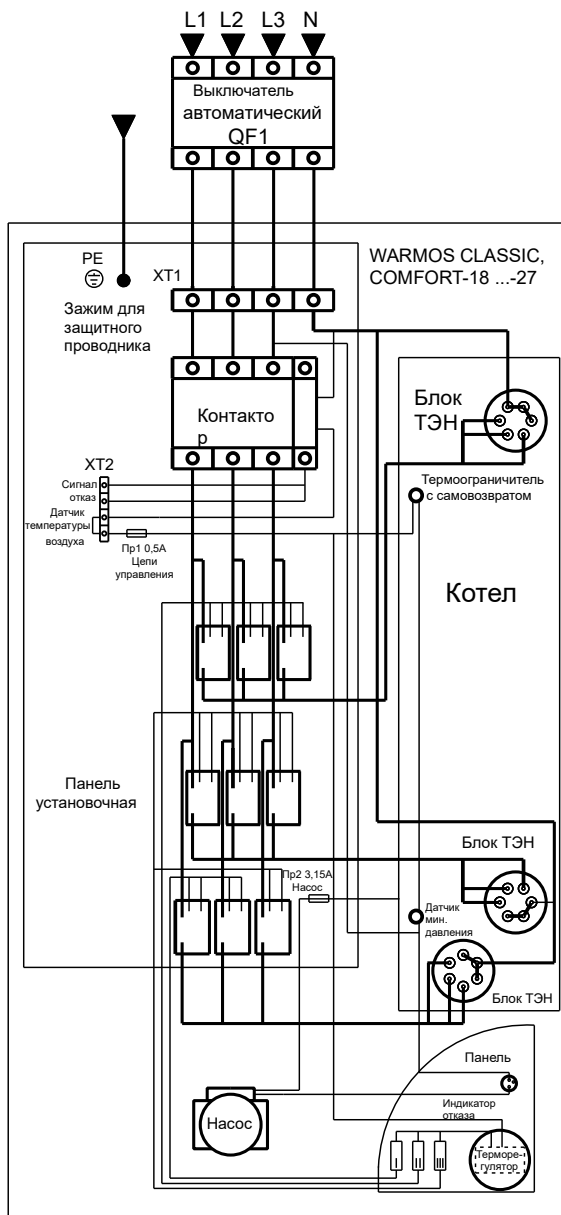 L1 L2 L3 N
Выключатель
автоматический
QF1
PE
XT1
WARMOS CLASSIC,
COMFORT-18 ...-27
Зажим для
защитного
проводника
Контакто
р
Блок
ТЭН
XT2
Сигнал
отказ
Датчик
температуры
воздуха
Пр1 0,5А
Цепи
управления
Термоограничитель
с самовозвратом
Котел
Панель
установочная
Блок ТЭН
Пр2 3,15А
Насос
Датчик
мин.
давления
Блок ТЭН
Панель
Индикатор
отказа
Насос
I II III
Терморе-
гулятор